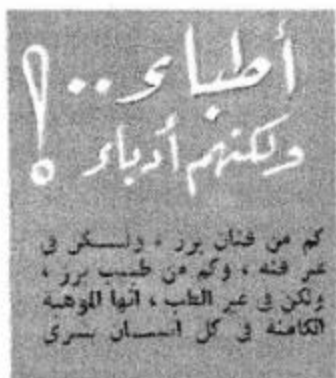 أطباء .. !
ولكنهم أدباء
كم من فنان برز ، ولكن في
غير فنه ، وكم من طبيب برز ،
ولكن في غير الطب ، انها الموهبة
الكامنة في كل انسان يسرى